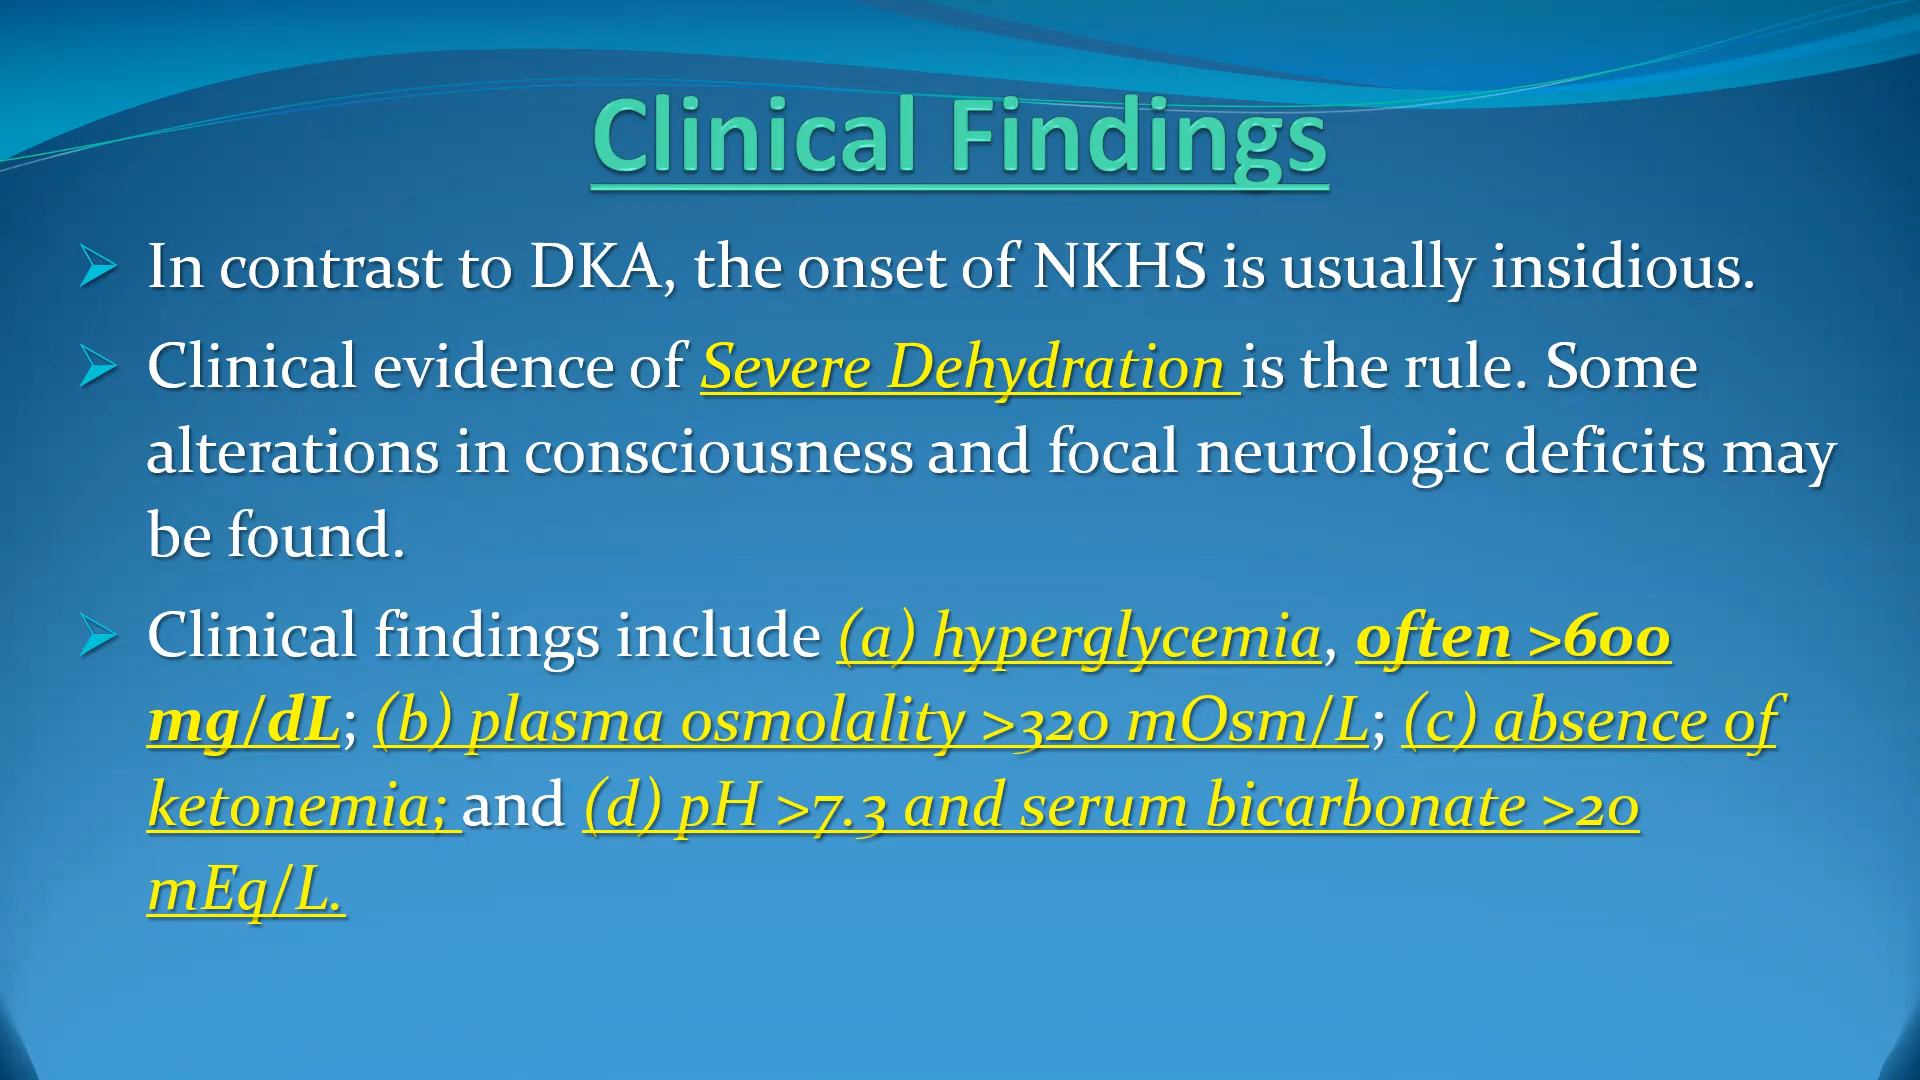 Clinical Findings
In contrast to DKA, the onset of NKHS is usually insidious.
Clinical evidence of Severe Dehydration is the rule. Some
alterations in consciousness and focal neurologic deficits may
be found.
Clinical findings include (a) hyperglycemia, often >600
mg/dL; (b) plasma osmolality >320 mOsm/L; (c) absence of
ketonemia; and (d) pH >7.3 and serum bicarbonate >20
mEq/L.